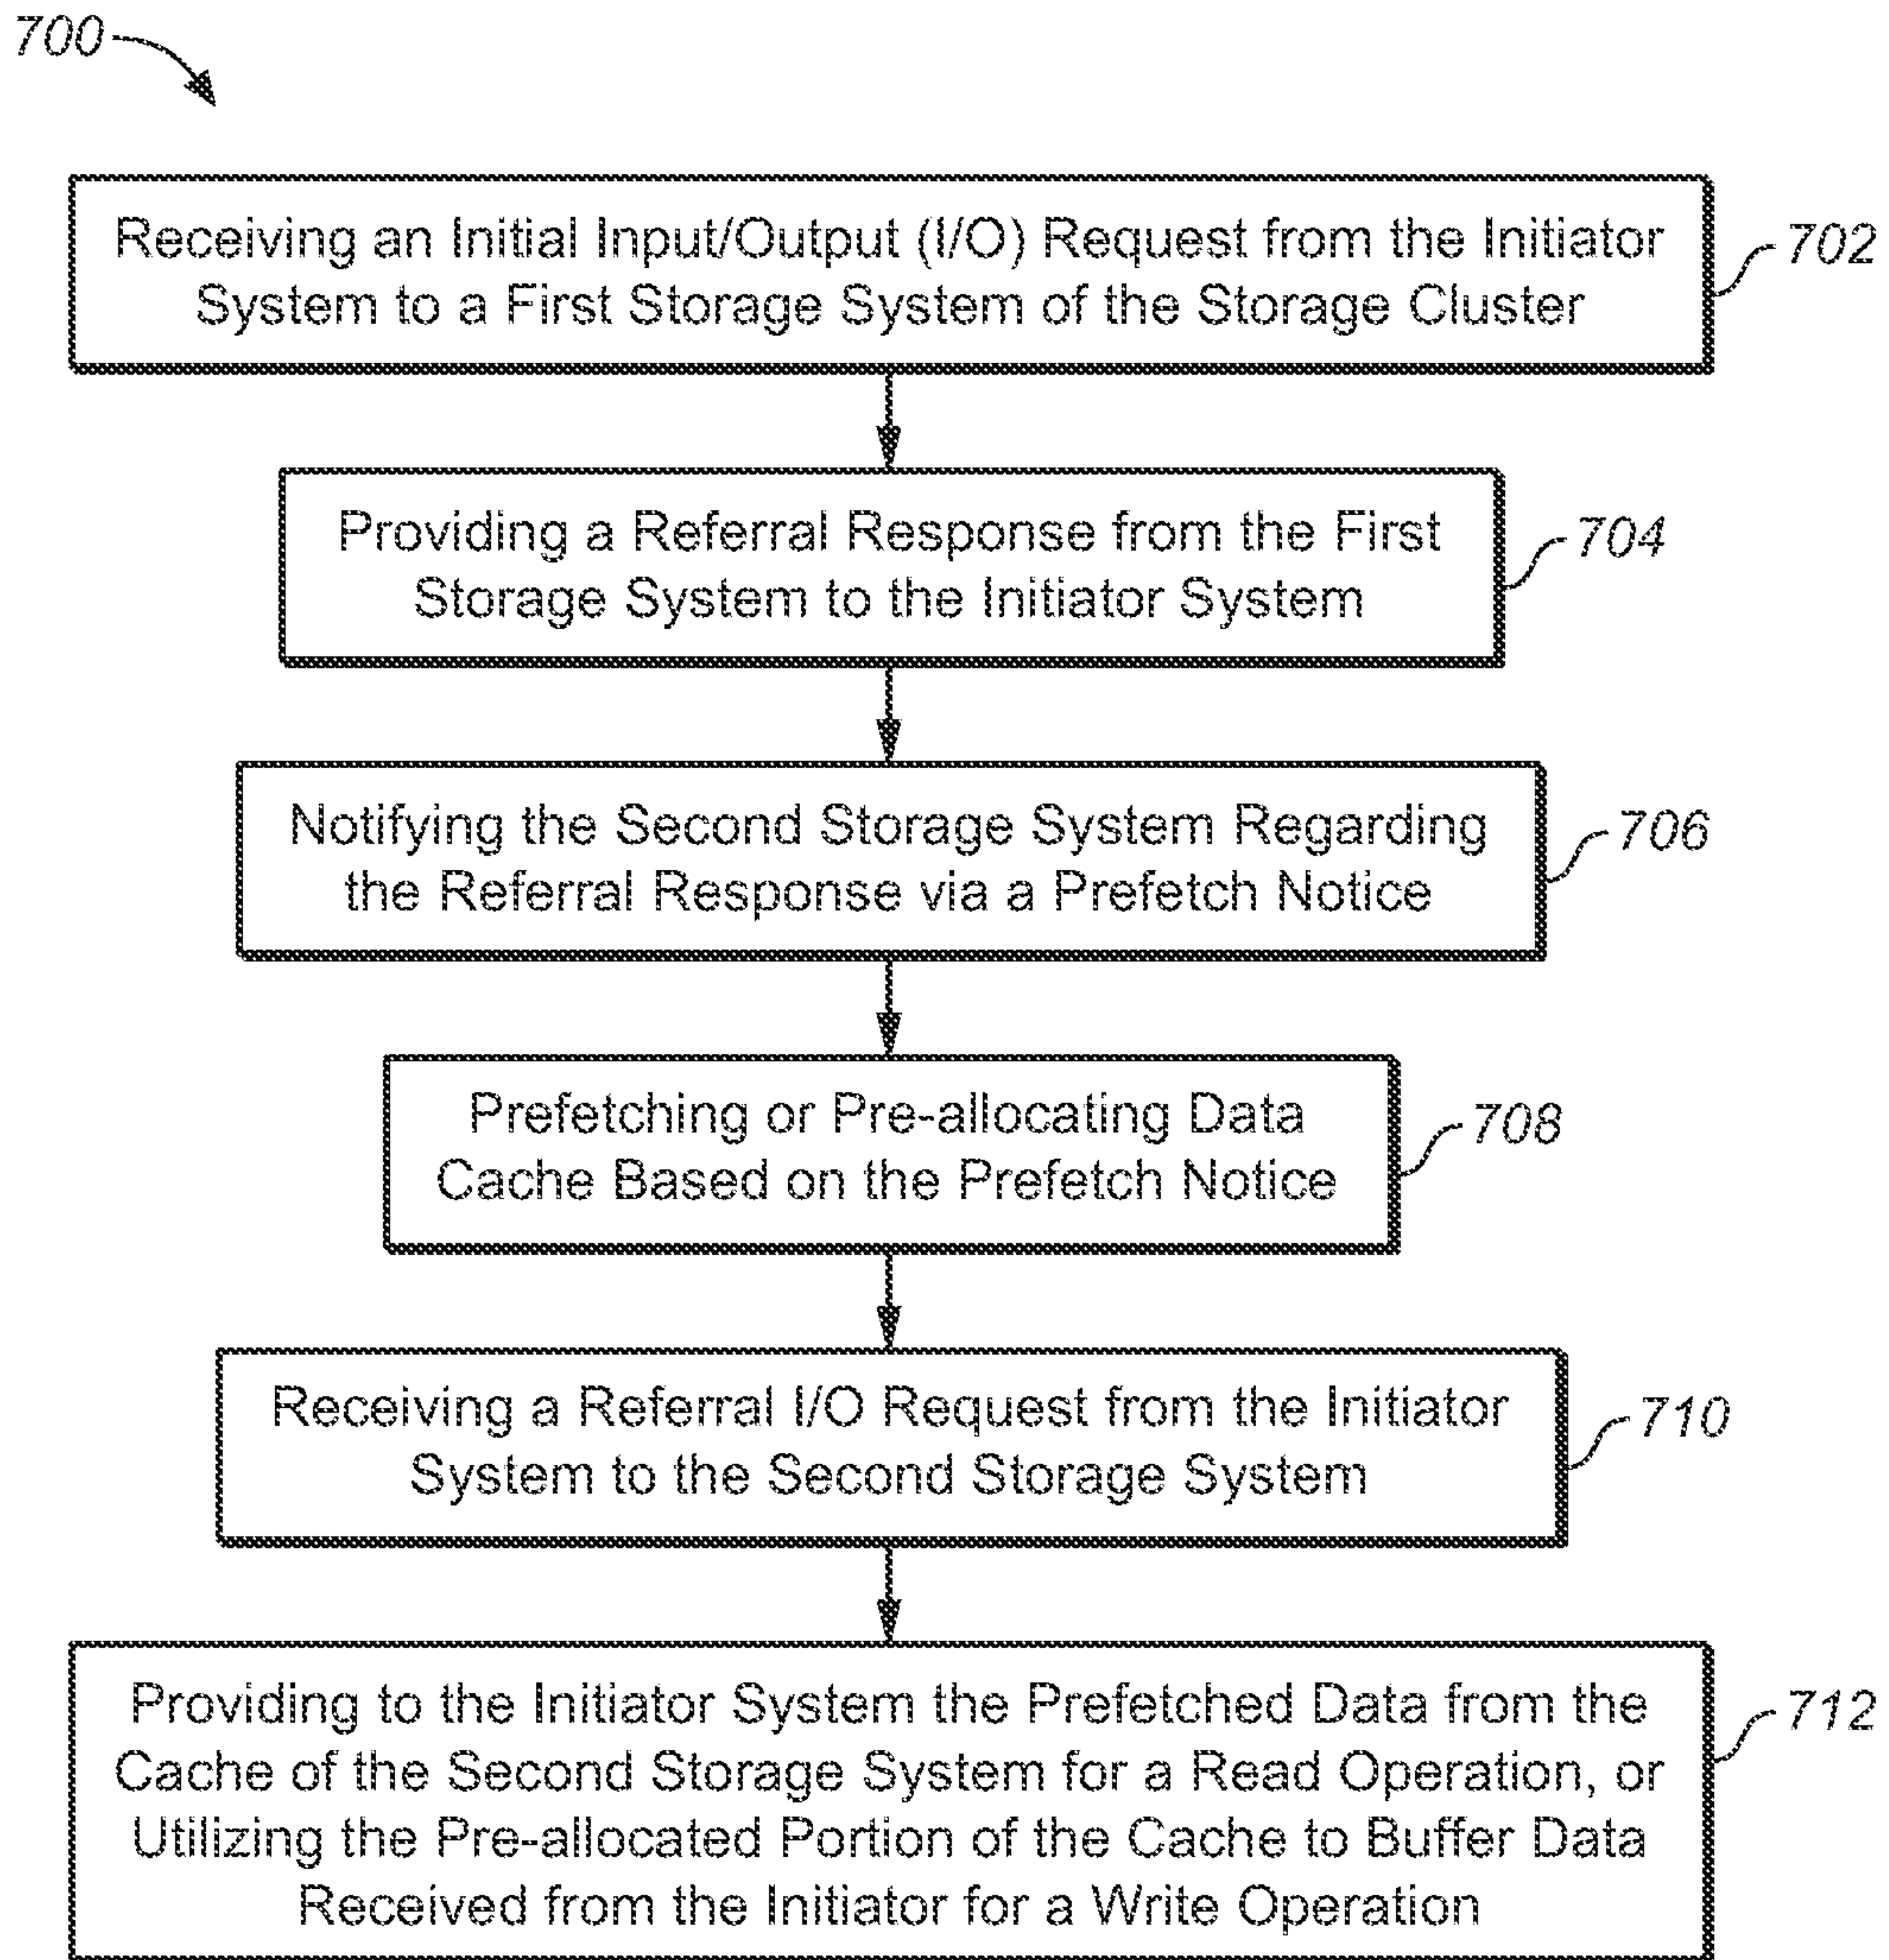 700
Receiving an Initial Input/Output (I/O) Request from the Initiator
System to a First Storage System of the Storage Cluster
702
Providing a Referral Response from the First
Storage System to the Initiator System
704
Notifying the Second Storage System Regarding
the Referral Response via a Prefetch Notice
706
Prefetching or Pre-allocating Data
Cache Based on the Prefetch Notice
708
Receiving a Referral I/O Request from the Initiator
System to the Second Storage System
710
Providing to the Initiator System the Prefetched Data from the
Cache of the Second Storage System for a Read Operation, or
Utilizing the Pre-allocated Portion of the Cache to Buffer Data
Received from the Initiator for a Write Operation
712